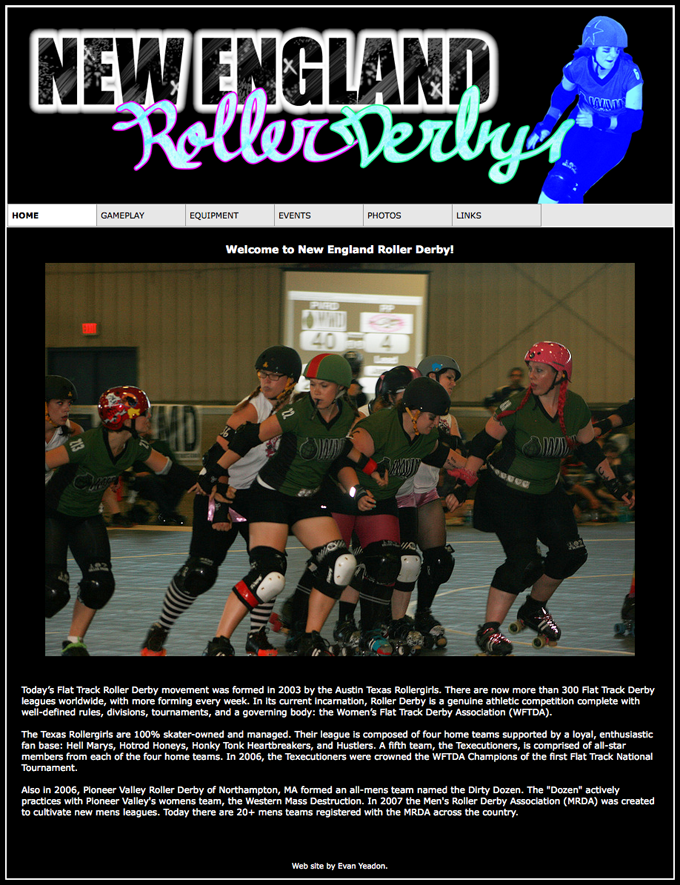 NEW ENGLAND
Roller Derby
HOME GAMEPLAY EQUIPMENT EVENTS PHOTOS LINKS
Welcome to New England Roller Derby!
PVRD
40 4
Today's Flat Track Roller Derby movement was formed in 2003 by the Austin Texas Rollergirls. There are now more than 300 Flat Track Derby
leagues worldwide, with more forming every week. In its current incarnation, Roller Derby is a genuine athletic competition complete with
well-defined rules, divisions, tournaments, and a governing body: the Women's Flat Track Derby Association (WFTDA).
The Texas Rollergirls are 100% skater-owned and managed. Their league is composed of four home teams supported by a loyal, enthusiastic
fan base: Hell Marys, Hotrod Honeys, Honky Tonk Heartbreakers, and Hustlers. A fifth team, the Texecutioners, is comprised of all-star
members from each of the four home teams. In 2006, the Texecutioners were crowned the WFTDA Champions of the first Flat Track National
Tournament.
Also in 2006, Pioneer Valley Roller Derby of Northampton, MA formed an all-mens team named the Dirty Dozen. The "Dozen" actively
practices with Pioneer Valley's womens team, the Western Mass Destruction. In 2007 the Men's Roller Derby Association (MRDA) was created
to cultivate new mens leagues. Today there are 20+ mens teams registered with the MRDA across the country.
Web site by Evan Yeadon.